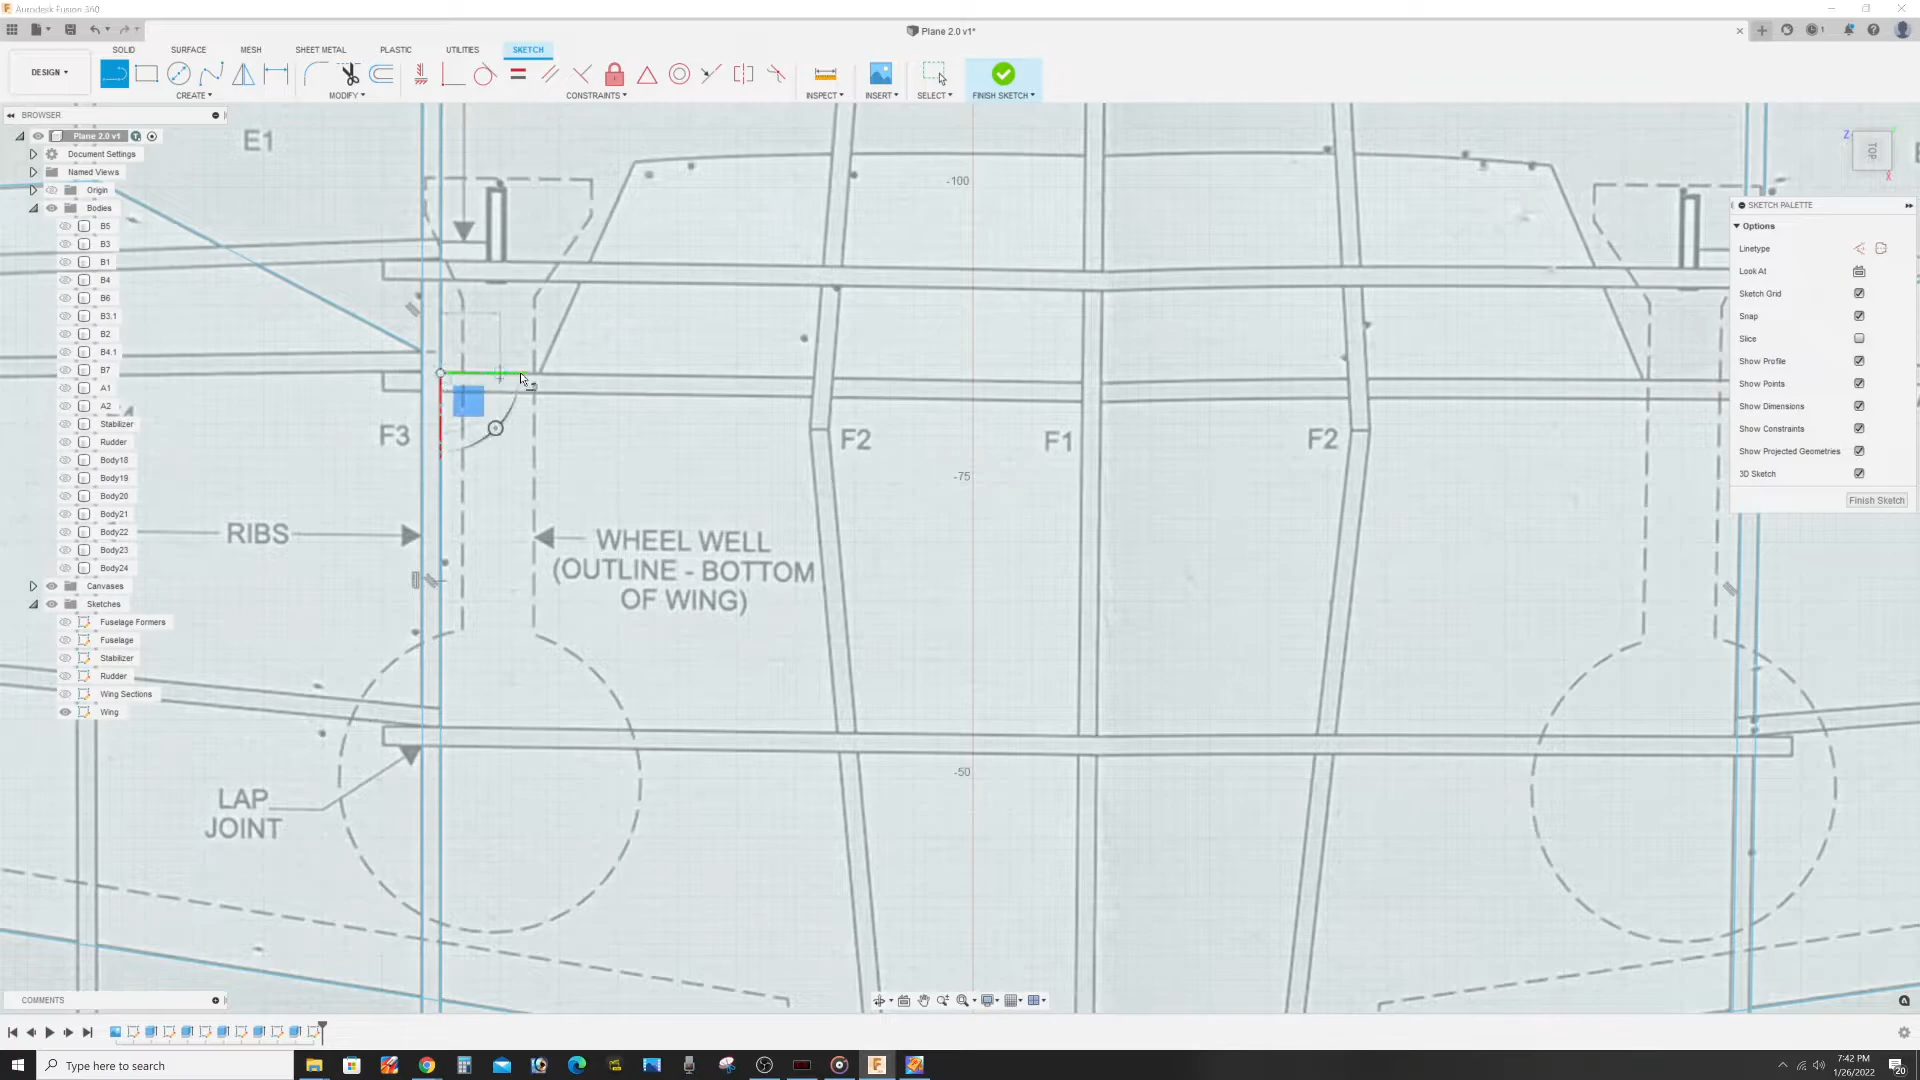 Autodesk Fusion 360
Plane 2.0 v1*
1
DESIGN
SOLID SURFACE MESH SHEET METAL PLASTIC UTILITIES SKETCH
CREATE MODIFY CONSTRAINTS INSPECT INSERT SELECT FINISH SKETCH
BROWSER
Plane 2.0 v1
Document Settings
Named Views
Origin
Bodies
B5
B3
B1
B4
B6
B3.1
B2
B4.1
B7
A1
A2
Stabilizer
Rudder
Body18
Body19
Body20
Body21
Body22
Body23
Body24
Canvases
Sketches
Fuselage Formers
Fuselage
Stabilizer
Rudder
Wing Sections
Wing
E1
-100
F3
F2
F1
F2
-75
RIBS
WHEEL WELL
(OUTLINE - BOTTOM
OF WING)
-50
LAP
JOINT
Z
TOP
X
SKETCH PALETTE
Options
Linetype
Look At
Sketch Grid
Snap
Slice
Show Profile
Show Points
Show Dimensions
Show Constraints
Show Projected Geometries
3D Sketch
Finish Sketch
COMMENTS
Type here to search
7:42 PM
1/26/2022
20